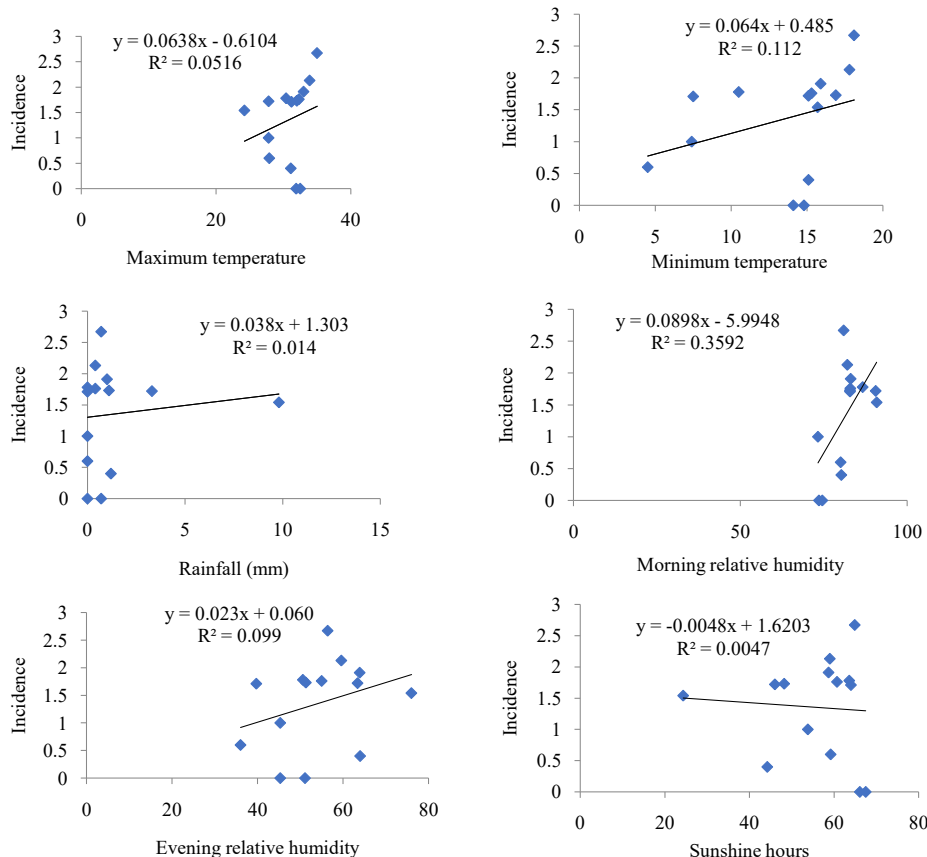 y = 0.0638x - 0.6104
R² = 0.0516
Incidence
3
2.5
2
1.5
1
0.5
0
0 20 40
Maximum temperature
y = 0.064x + 0.485
R² = 0.112
Incidence
3
2.5
2
1.5
1
0.5
0
0 5 10 15 20
Minimum temperature
y = 0.038x + 1.303
R² = 0.014
Incidence
3
2.5
2
1.5
1
0.5
0
0 5 10 15
Rainfall (mm)
y = 0.0898x - 5.9948
R² = 0.3592
Incidence
3
2.5
2
1.5
1
0.5
0
0 50 100
Morning relative humidity
y = 0.023x + 0.060
R² = 0.099
Incidence
3
2.5
2
1.5
1
0.5
0
0 20 40 60 80
Evening relative humidity
y = -0.0048x + 1.6203
R² = 0.0047
Incidence
3
2.5
2
1.5
1
0.5
0
0 20 40 60 80
Sunshine hours